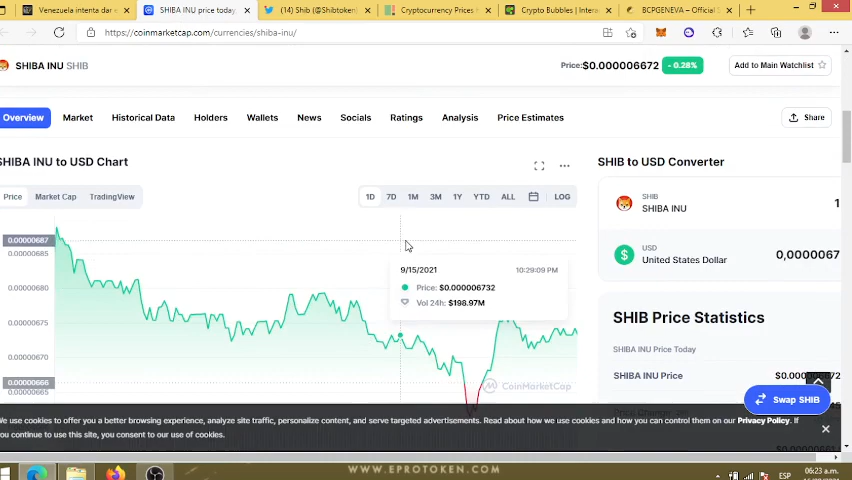 Venezuela intenta dar e
SHIBA INU price today
(14) Shib (@Shibtoken)
Cryptocurrency Prices
Crypto Bubbles | Intera
BCPGENEVA – Official S
https://coinmarketcap.com/currencies/shiba-inu/
SHIBA INU SHIB
Price:$0.000006672
- 0.28%
Add to Main Watchlist
Overview
Market
Historical Data
Holders
Wallets
News
Socials
Ratings
Analysis
Price Estimates
Share
SHIBA INU to USD Chart
SHIB to USD Converter
Price
Market Cap
TradingView
1D
7D
1M
3M
1Y
YTD
ALL
LOG
SHIB
SHIBA INU
1
USD
United States Dollar
0,0000067
0.00000687
0.00000685
0.00000680
0.00000675
0.00000670
0.00000666
0.00000665
9/15/2021
10:29:09 PM
Price: $0.000006732
Vol 24h: $198.97M
CoinMarketCap
SHIB Price Statistics
SHIBA INU Price Today
SHIBA INU Price
$0.0000067
Swap SHIB
We use cookies to offer you a better browsing experience, analyze site traffic, personalize content, and serve targeted advertisements. Read about how we use cookies and how you can control them on our Privacy Policy. If
you continue to use this site, you consent to our use of cookies.
WWW.EPROTOKEN.COM
ESP
06:23 a.m.